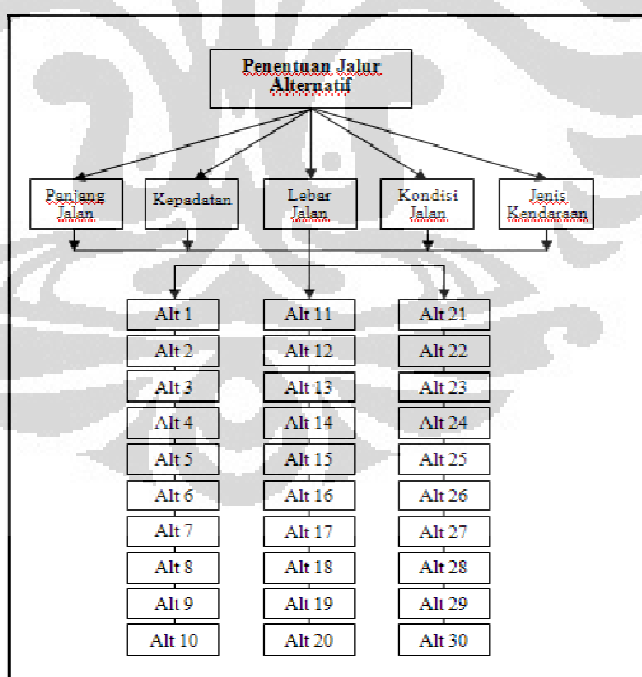 Penentuan Jalur
Alternatif
Panjang
Jalan
Kepadatan
Lebar
Jalan
Kondisi
Jalan
Jenis
Kendaraan
Alt 1
Alt 2
Alt 3
Alt 4
Alt 5
Alt 6
Alt 7
Alt 8
Alt 9
Alt 10
Alt 11
Alt 12
Alt 13
Alt 14
Alt 15
Alt 16
Alt 17
Alt 18
Alt 19
Alt 20
Alt 21
Alt 22
Alt 23
Alt 24
Alt 25
Alt 26
Alt 27
Alt 28
Alt 29
Alt 30